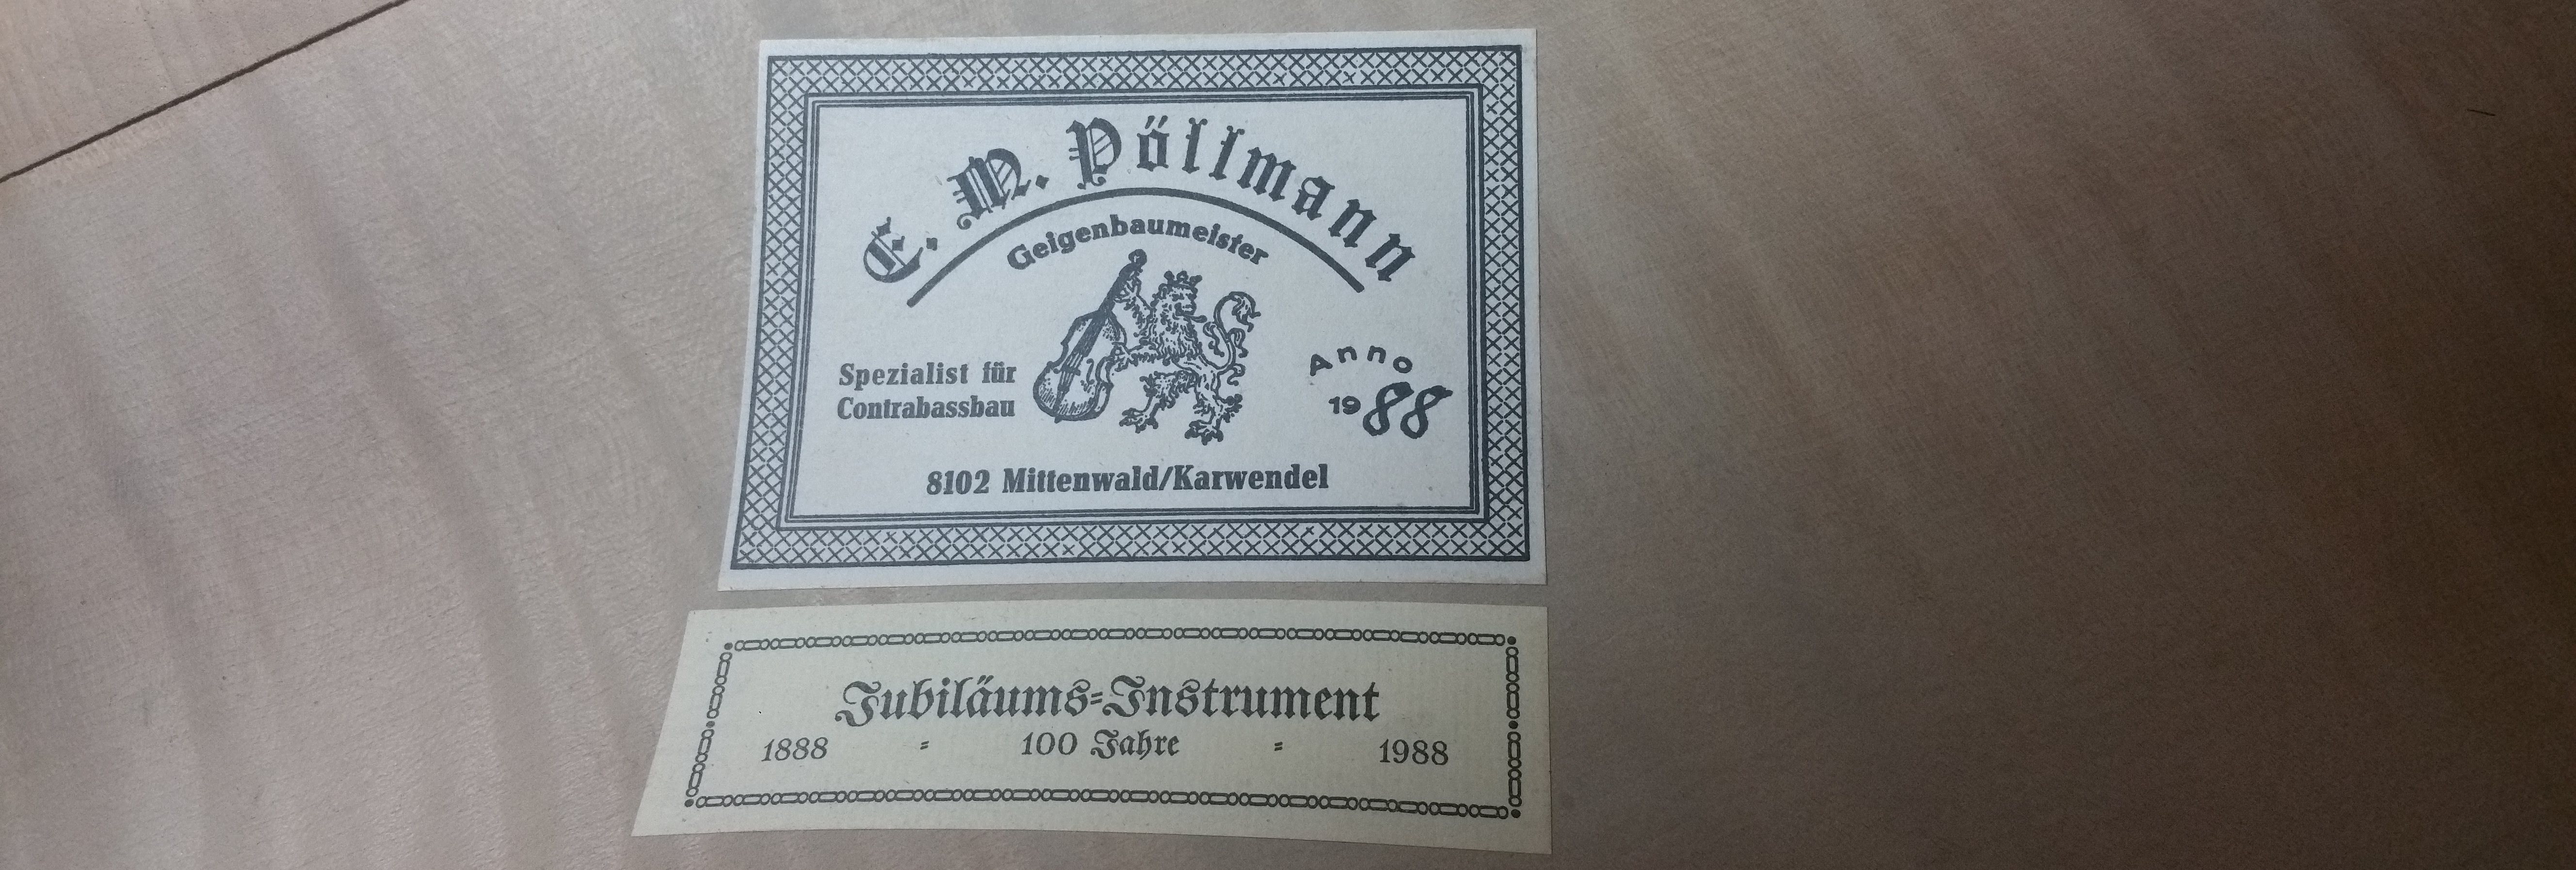 E. M. Pöllmann
Geigenbaumeister
Spezialist für
Contrabassbau
Anno
1988
8102 Mittenwald/Karwendel
Jubiläums=Instrument
1888 = 100 Jahre = 1988